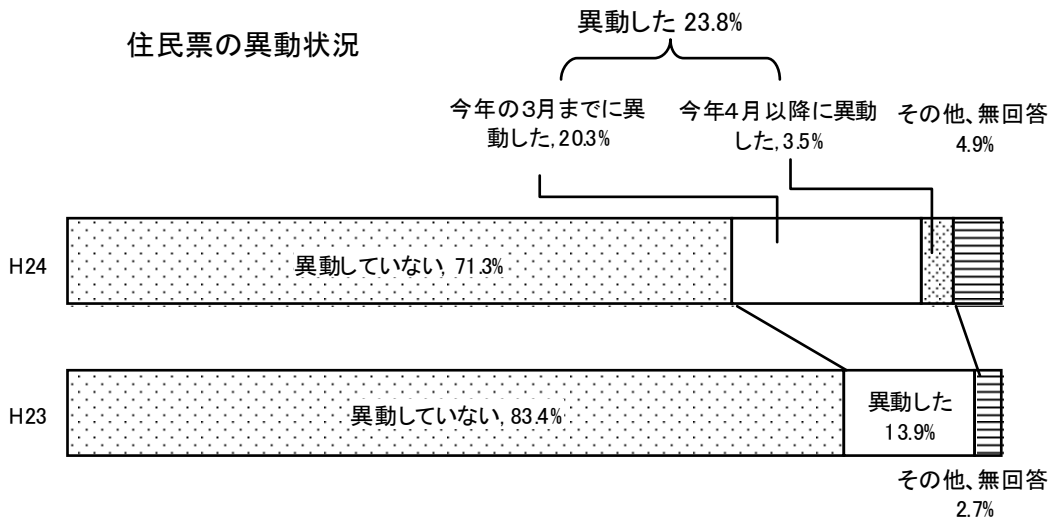 住民票の異動状況
異動した 23.8%
今年の3月までに異
動した, 20.3%
今年4月以降に異動
した, 3.5%
その他、無回答
4.9%
H24
異動していない, 71.3%
H23
異動していない, 83.4%
異動した
13.9%
その他、無回答
2.7%